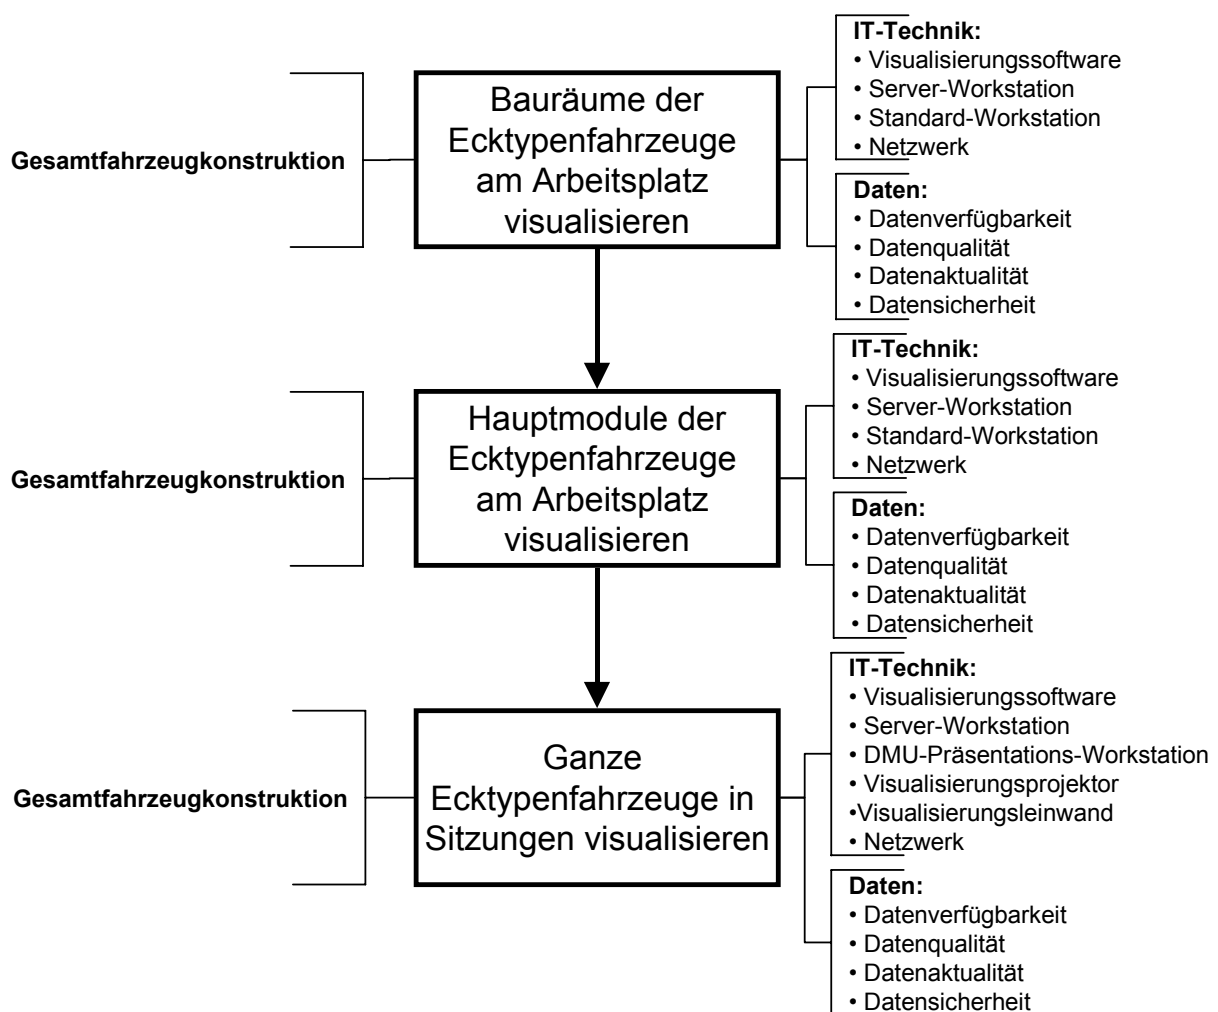 Gesamtfahrzeugkonstruktion
Bauräume der
Ecktypenfahrzeuge
am Arbeitsplatz
visualisieren
IT-Technik:
• Visualisierungssoftware
• Server-Workstation
• Standard-Workstation
• Netzwerk
Daten:
• Datenverfügbarkeit
• Datenqualität
• Datenaktualität
• Datensicherheit
Gesamtfahrzeugkonstruktion
Hauptmodule der
Ecktypenfahrzeuge
am Arbeitsplatz
visualisieren
IT-Technik:
• Visualisierungssoftware
• Server-Workstation
• Standard-Workstation
• Netzwerk
Daten:
• Datenverfügbarkeit
• Datenqualität
• Datenaktualität
• Datensicherheit
Gesamtfahrzeugkonstruktion
Ganze
Ecktypenfahrzeuge in
Sitzungen visualisieren
IT-Technik:
• Visualisierungssoftware
• Server-Workstation
• DMU-Präsentations-Workstation
• Visualisierungsprojektor
•Visualisierungsleinwand
• Netzwerk
Daten:
• Datenverfügbarkeit
• Datenqualität
• Datenaktualität
• Datensicherheit